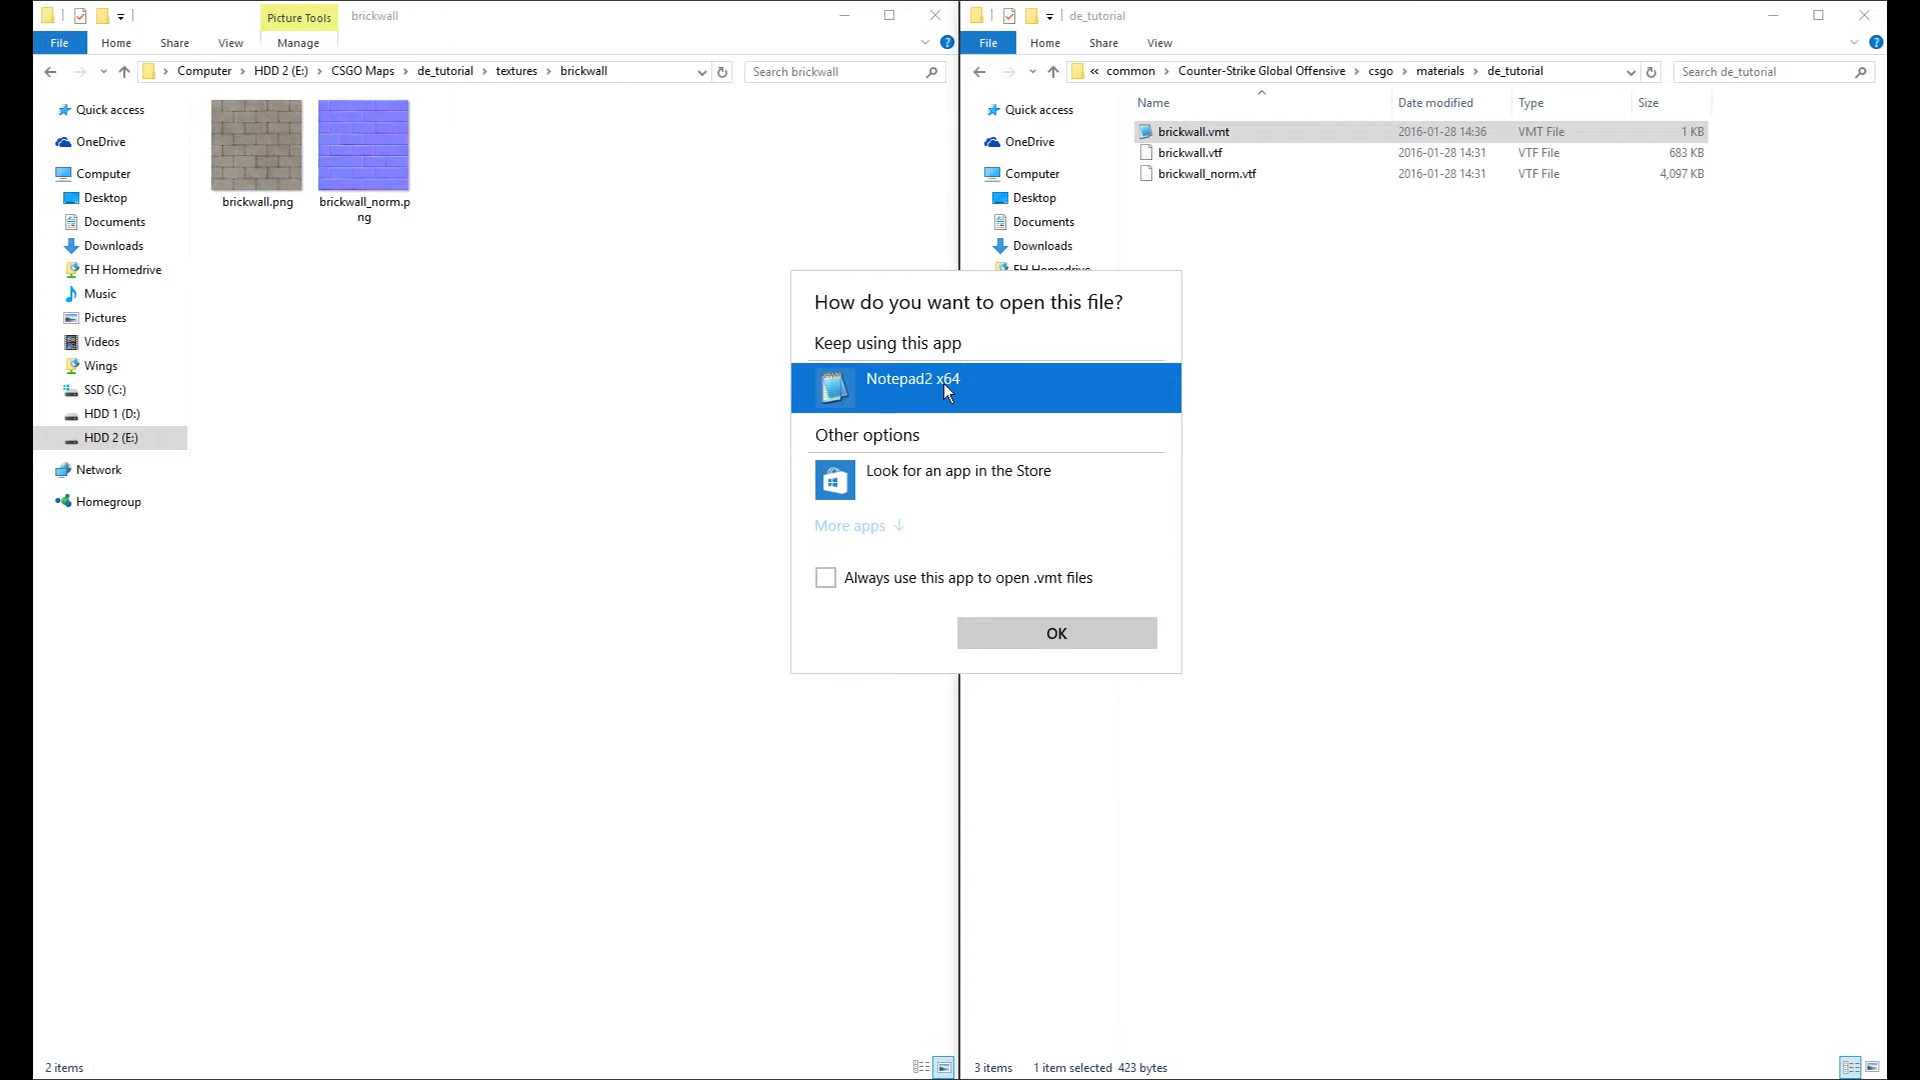 Picture Tools
brickwall
File
Home
Share
View
Manage
Computer
HDD 2 (E:)
CSGO Maps
de_tutorial
textures
brickwall
Search brickwall
Quick access
OneDrive
Computer
Desktop
Documents
Downloads
FH Homedrive
Music
Pictures
Videos
Wings
SSD (C:)
HDD 1 (D:)
HDD 2 (E:)
Network
Homegroup
brickwall.png
brickwall_norm.p
ng
2 items
de_tutorial
File
Home
Share
View
« common
Counter-Strike Global Offensive
csgo
materials
de_tutorial
Search de_tutorial
Quick access
OneDrive
Computer
Desktop
Documents
Downloads
FH Homedrive
Name
Date modified
Type
Size
brickwall.vmt
2016-01-28 14:36
VMT File
1 KB
brickwall.vtf
2016-01-28 14:31
VTF File
683 KB
brickwall_norm.vtf
2016-01-28 14:31
VTF File
4,097 KB
How do you want to open this file?
Keep using this app
Notepad2 x64
Other options
Look for an app in the Store
More apps
Always use this app to open .vmt files
OK
3 items
1 item selected 423 bytes